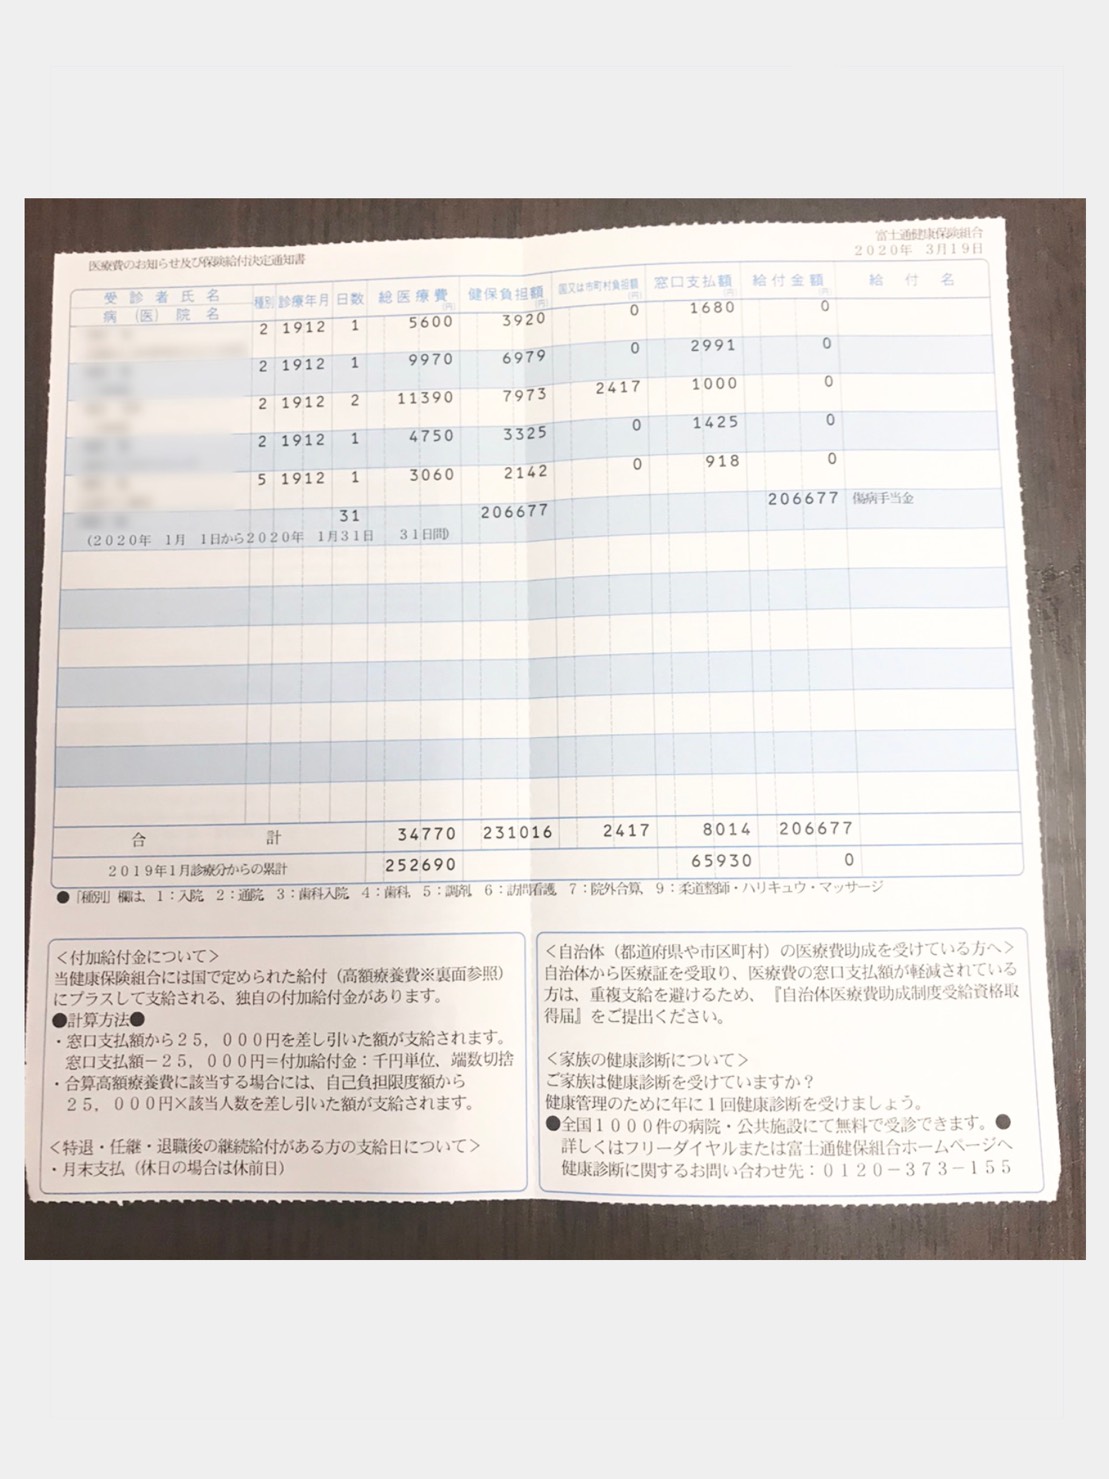 医療費のお知らせ及び保険給付決定通知書
富士通健康保険組合
2020年 3月19日
受診者氏名
病(医)院名
種別 診療年月 日数 総医療費(円) 健保負担額(円) 国又は市町村負担額(円) 窓口支払額(円) 給付金額(円) 給付名
2 1912 1 5600 3920 0 1680 0
2 1912 1 9970 6979 0 2991 0
2 1912 2 11390 7973 2417 1000 0
2 1912 1 4750 3325 0 1425 0
5 1912 1 3060 2142 0 918 0
31 206677 206677 傷病手当金
(2020年 1月 1日から2020年 1月31日 31日間)
合計 34770 231016 2417 8014 206677
2019年1月診療分からの累計 252690 65930 0
●「種別」欄は、1:入院、2:通院、3:歯科入院、4:歯科、5:調剤、6:訪問看護、7:院外合算、9:柔道整師・ハリキュウ・マッサージ
<付加給付金について>
当健康保険組合には国で定められた給付(高額療養費※裏面参照)
にプラスして支給される、独自の付加給付金があります。
●計算方法●
・窓口支払額から25,000円を差し引いた額が支給されます。
窓口支払額-25,000円=付加給付金:千円単位、端数切捨
・合算高額療養費に該当する場合には、自己負担限度額から
25,000円×該当人数を差し引いた額が支給されます。
<特退・任継・退職後の継続給付がある方の支給日について>
・月末支払(休日の場合は休前日)
<自治体(都道府県や市区町村)の医療費助成を受けている方へ>
自治体から医療証を受取り、医療費の窓口支払額が軽減されている
方は、重複支給を避けるため、『自治体医療費助成制度受給資格取
得届』をご提出ください。
<家族の健康診断について>
ご家族は健康診断を受けていますか?
健康管理のために年に1回健康診断を受けましょう。
●全国1000件の病院・公共施設にて無料で受診できます。●
詳しくはフリーダイヤルまたは富士通健保組合ホームページへ
健康診断に関するお問い合わせ先:0120-373-155